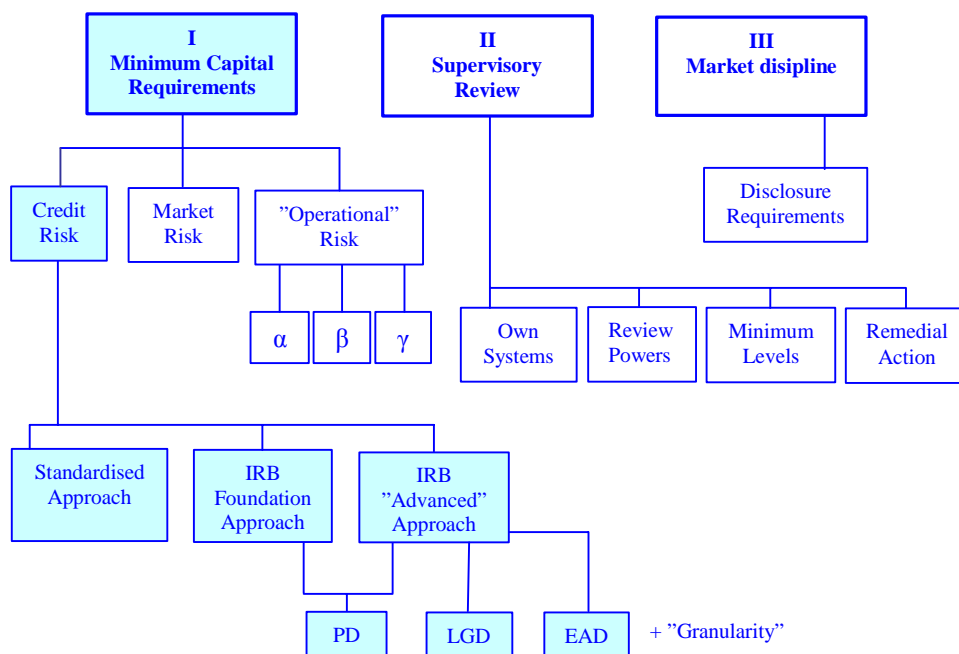 I
Minimum Capital
Requirements
II
Supervisory
Review
III
Market disipline
Credit
Risk
Market
Risk
”Operational”
Risk
Disclosure
Requirements
α
β
γ
Own
Systems
Review
Powers
Minimum
Levels
Remedial
Action
Standardised
Approach
IRB
Foundation
Approach
IRB
”Advanced”
Approach
PD
LGD
EAD
+ ”Granularity”